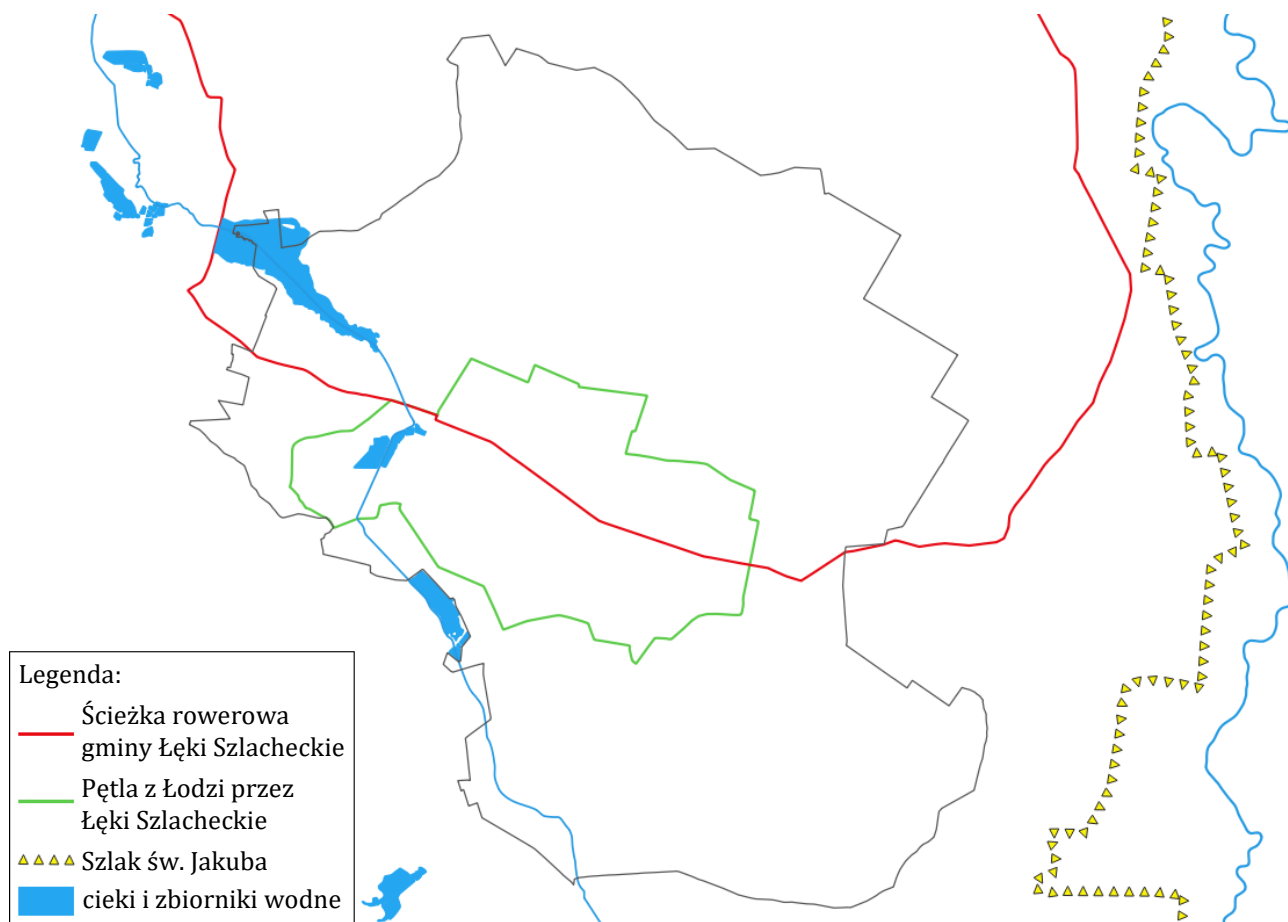 Legenda:
Ścieżka rowerowa
gminy Łęki Szlacheckie
Pętla z Łodzi przez
Łęki Szlacheckie
Szlak św. Jakuba
cieki i zbiorniki wodne